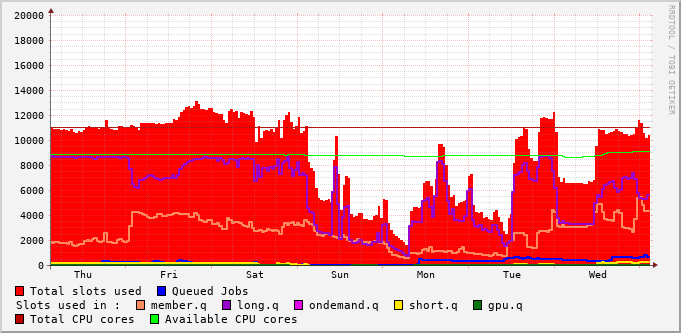 20000
18000
16000
14000
12000
10000
8000
6000
4000
2000
0
Thu Fri Sat Sun Mon Tue Wed
Total slots used Queued Jobs
Slots used in : member.q long.q ondemand.q short.q gpu.q
Total CPU cores Available CPU cores
RRDTOOL / TOBI OETIKER